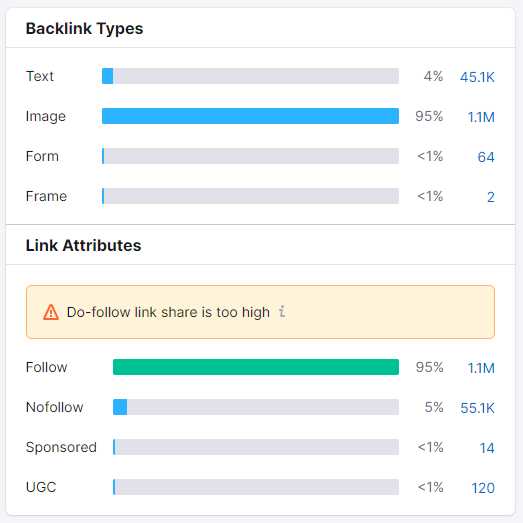 Backlink Types
Text 4% 45.1K
Image 95% 1.1M
Form <1% 64
Frame <1% 2
Link Attributes
Do-follow link share is too high i
Follow 95% 1.1M
Nofollow 5% 55.1K
Sponsored <1% 14
UGC <1% 120